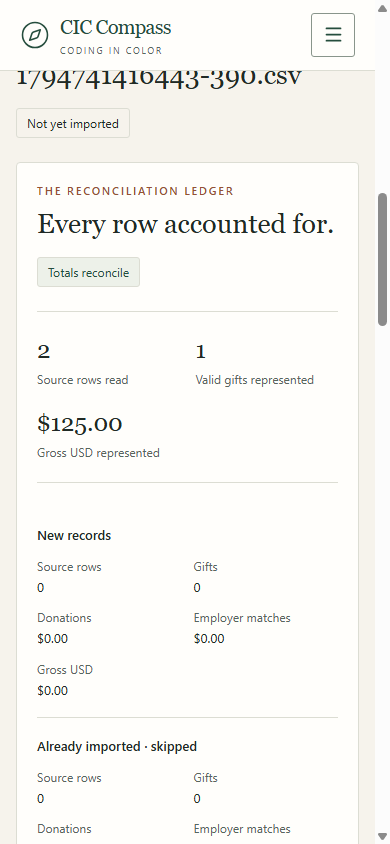 CIC Compass
CODING IN COLOR
1794741416443-390.csv
Not yet imported
THE RECONCILIATION LEDGER
Every row accounted for.
Totals reconcile
2 1
Source rows read Valid gifts represented
$125.00
Gross USD represented
New records
Source rows Gifts
0 0
Donations Employer matches
$0.00 $0.00
Gross USD
$0.00
Already imported · skipped
Source rows Gifts
0 0
Donations Employer matches